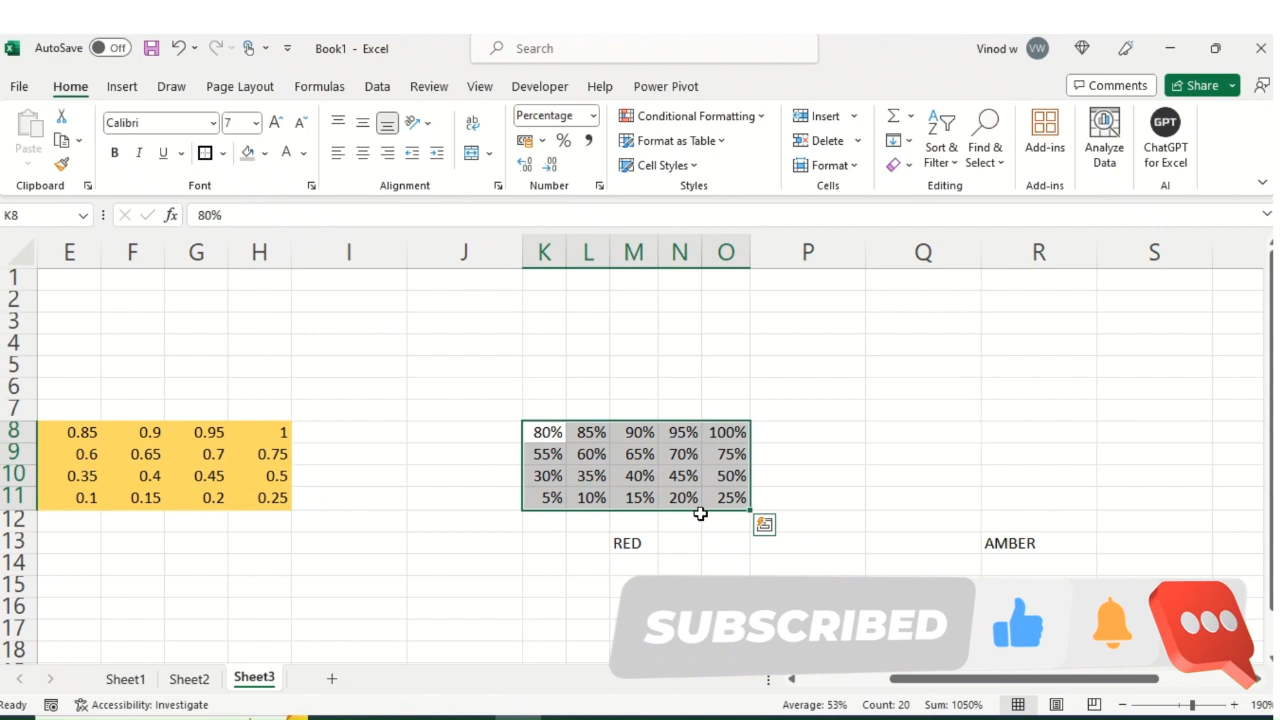 AutoSave Off Book1 - Excel Search Vinod w VW
File Home Insert Draw Page Layout Formulas Data Review View Developer Help Power Pivot Comments Share
Paste Calibri 7 A A Percentage Conditional Formatting Insert Σ Sort & Filter Find & Select Add-ins Analyze Data GPT ChatGPT for Excel
% Format as Table Delete
B I U A Cell Styles Format
Clipboard Font Alignment Number Styles Cells Editing Add-ins AI
K8 fx 80%
E F G H I J K L M N O P Q R S
1
2
3
4
5
6
7
8 0.85 0.9 0.95 1 80% 85% 90% 95% 100%
9 0.6 0.65 0.7 0.75 55% 60% 65% 70% 75%
10 0.35 0.4 0.45 0.5 30% 35% 40% 45% 50%
11 0.1 0.15 0.2 0.25 5% 10% 15% 20% 25%
12
13 RED AMBER
14
15
16
17 SUBSCRIBED
18
Sheet1 Sheet2 Sheet3
Ready Accessibility: Investigate Average: 53% Count: 20 Sum: 1050% 190%